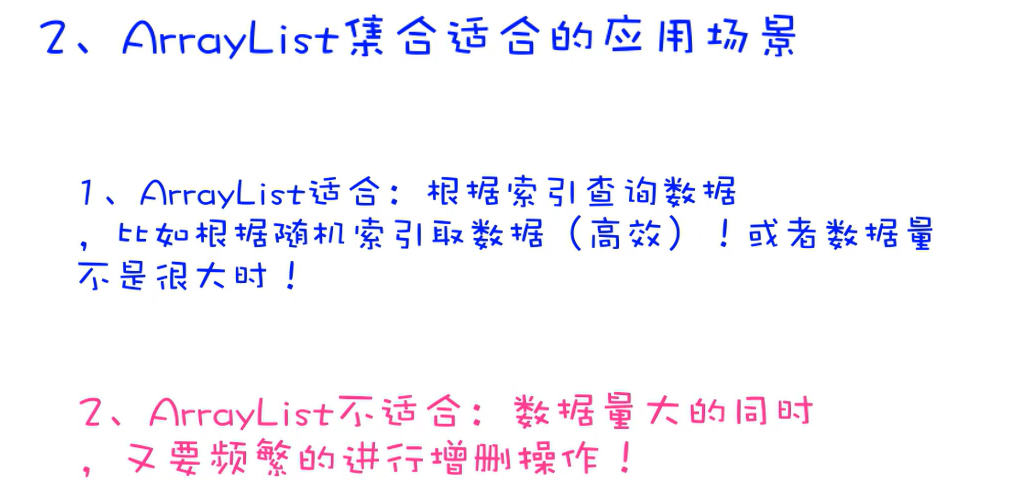 2、ArrayList集合适合的应用场景
1、ArrayList适合：根据索引查询数据
，比如根据随机索引取数据（高效）！或者数据量
不是很大时！
2、ArrayList不适合：数据量大的同时
，又要频繁的进行增删操作！